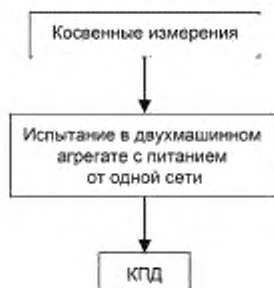 Косвенные измерения
Испытание в двухмашинном
агрегате с питанием
от одной сети
КПД